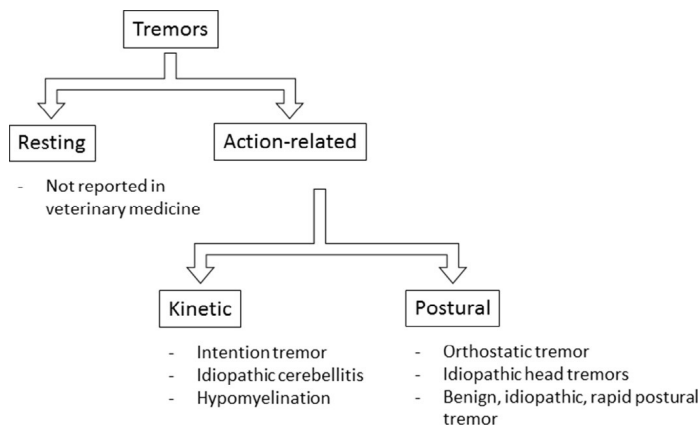 Tremors
Resting
Action-related
- Not reported in
veterinary medicine
Kinetic
Postural
- Intention tremor
- Idiopathic cerebellitis
- Hypomyelination
- Orthostatic tremor
- Idiopathic head tremors
- Benign, idiopathic, rapid postural
tremor